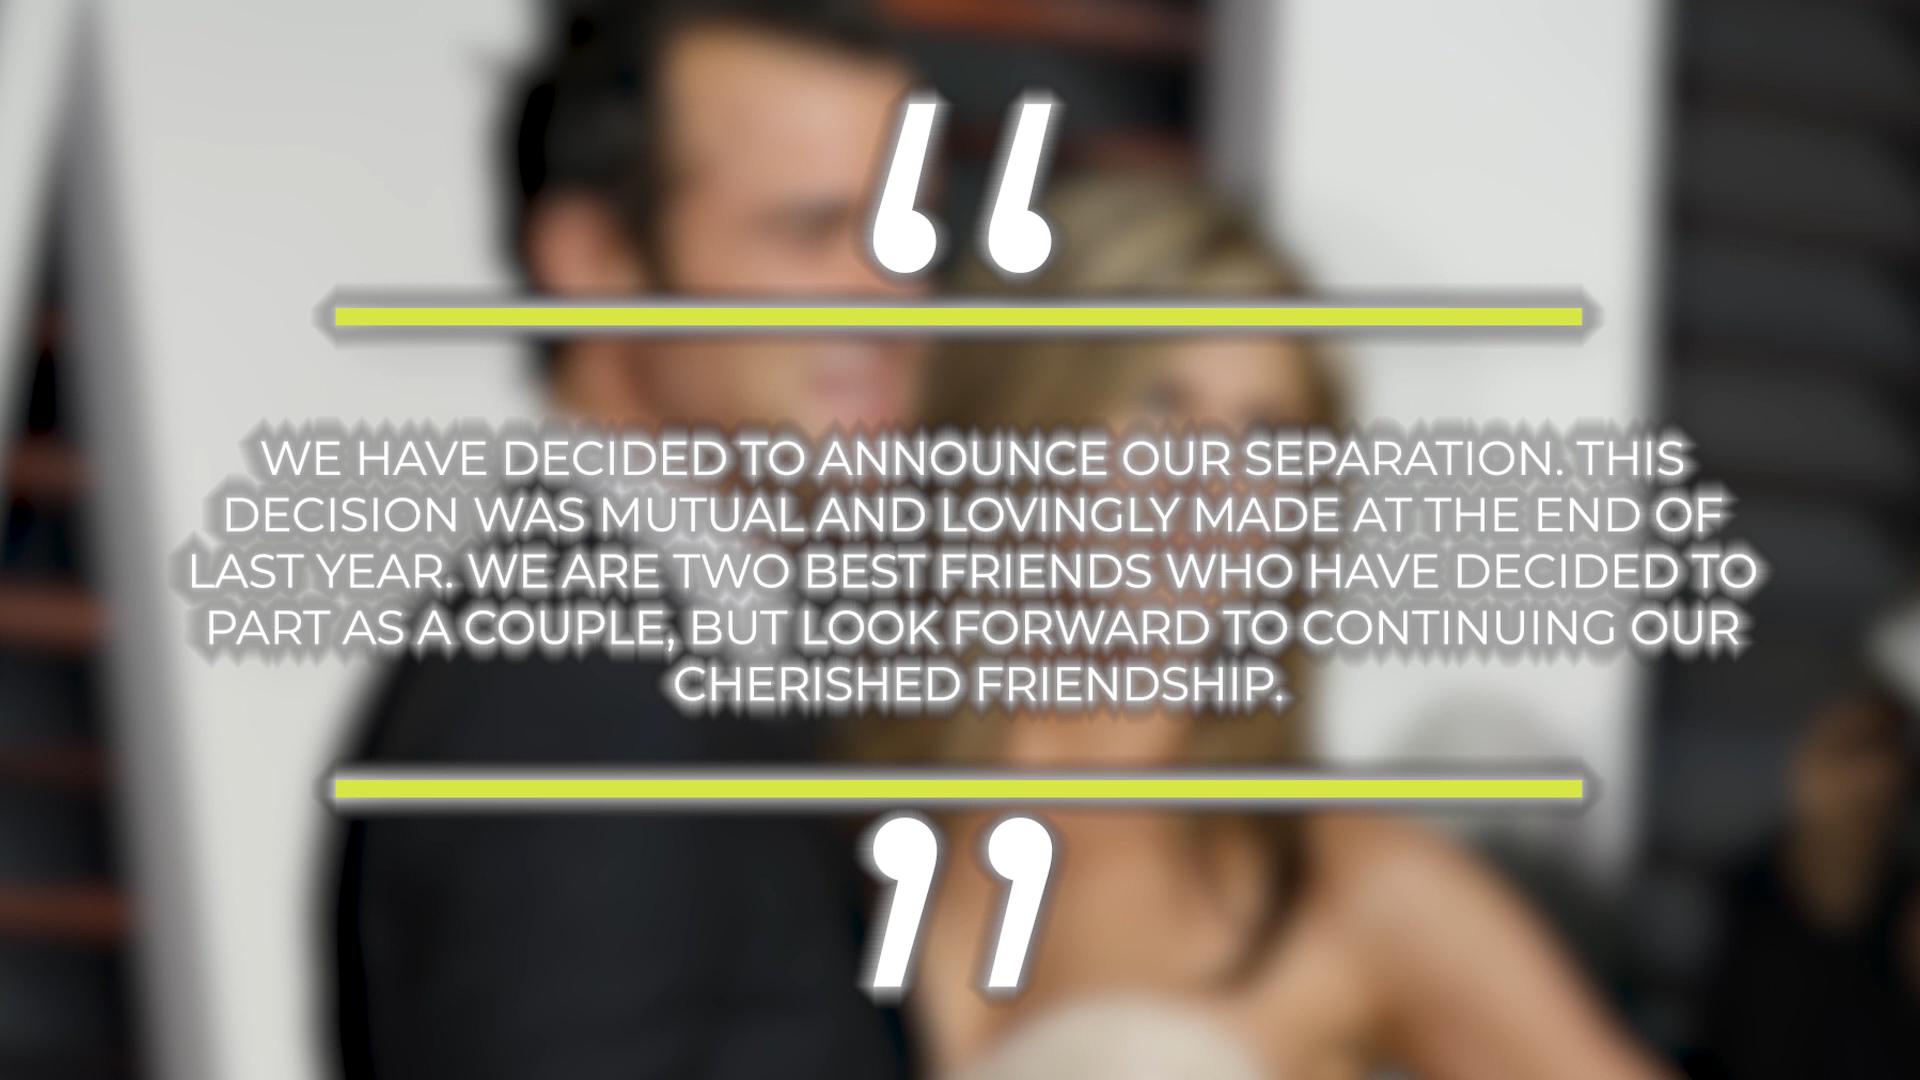 “
WE HAVE DECIDED TO ANNOUNCE OUR SEPARATION. THIS
DECISION WAS MUTUAL AND LOVINGLY MADE AT THE END OF
LAST YEAR. WE ARE TWO BEST FRIENDS WHO HAVE DECIDED TO
PART AS A COUPLE, BUT LOOK FORWARD TO CONTINUING OUR
CHERISHED FRIENDSHIP.
”